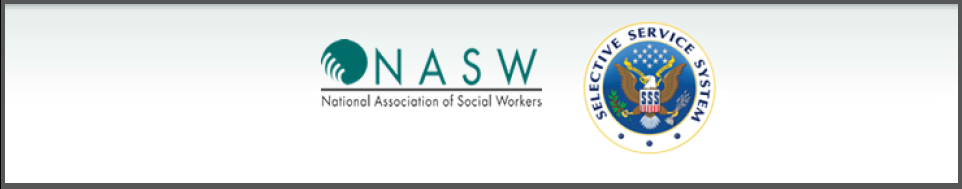 NASW
National Association of Social Workers
SELECTIVE SERVICE SYSTEM
SSS